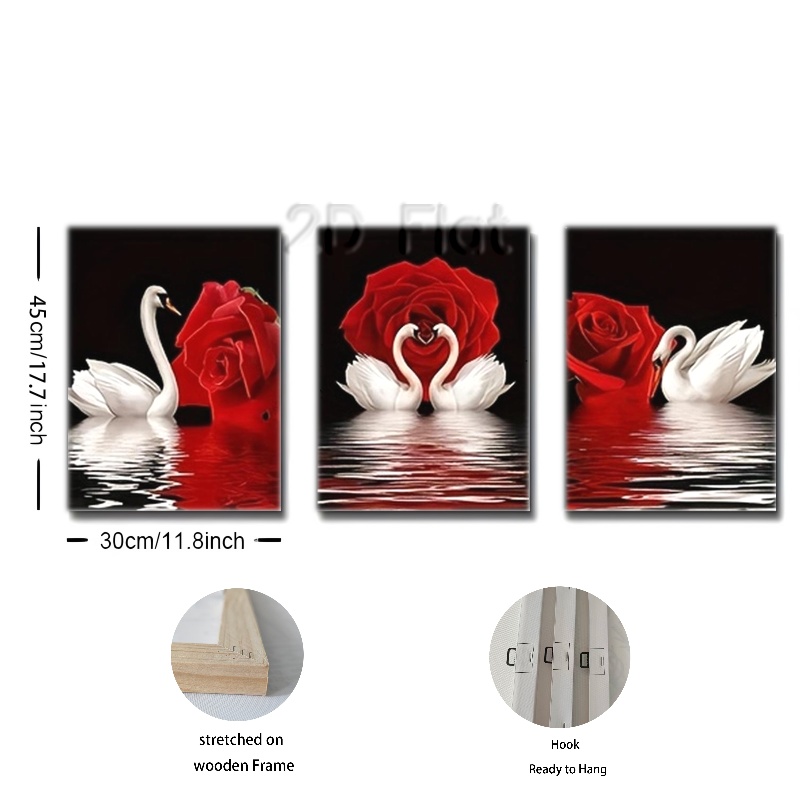 2D Flat
45cm/17.7inch
30cm/11.8inch
stretched on
wooden Frame
Hook
Ready to Hang